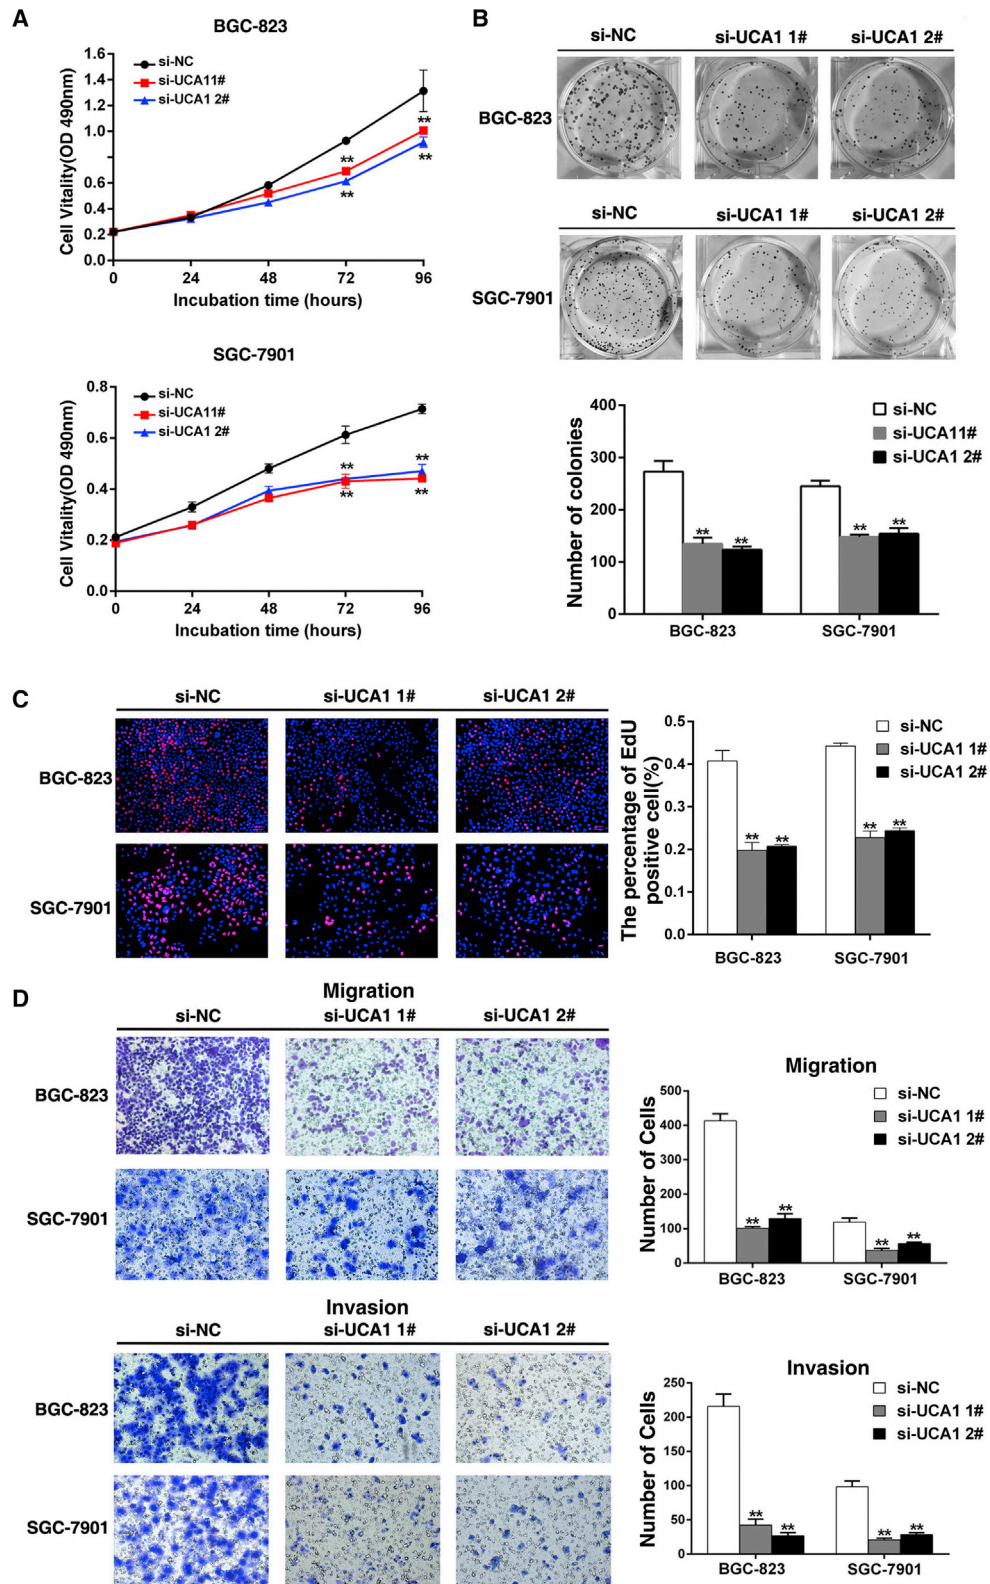 A
BGC-823
si-NC
si-UCA11#
si-UCA1 2#
Cell Vitality(OD 490nm)
1.6
1.4
1.2
1.0
0.6
0.4
0.2
0.0
**
**
**
**
0 24 48 72 96
Incubation time (hours)
SGC-7901
si-NC
si-UCA11#
si-UCA1 2#
Cell Vitality(OD 490nm)
0.8
0.6
0.4
0.2
0.0
**
**
**
**
0 24 48 72 96
Incubation time (hours)
B
si-NC si-UCA1 1# si-UCA1 2#
BGC-823
si-NC si-UCA1 1# si-UCA1 2#
SGC-7901
si-NC
si-UCA11#
si-UCA1 2#
Number of colonies
400
300
200
100
0
** ** ** **
BGC-823 SGC-7901
C
si-NC si-UCA1 1# si-UCA1 2#
BGC-823
SGC-7901
si-NC
si-UCA1 1#
si-UCA1 2#
The percentage of EdU
positive cell(%)
0.5
0.4
0.3
0.2
0.1
0.0
** ** ** **
BGC-823 SGC-7901
D
Migration
si-NC si-UCA1 1# si-UCA1 2#
BGC-823
SGC-7901
Migration
si-NC
si-UCA1 1#
si-UCA1 2#
Number of Cells
500
400
300
200
100
0
** ** ** **
BGC-823 SGC-7901
Invasion
si-NC si-UCA1 1# si-UCA1 2#
BGC-823
SGC-7901
Invasion
si-NC
si-UCA1 1#
si-UCA1 2#
Number of Cells
250
200
150
100
50
0
** ** ** **
BGC-823 SGC-7901